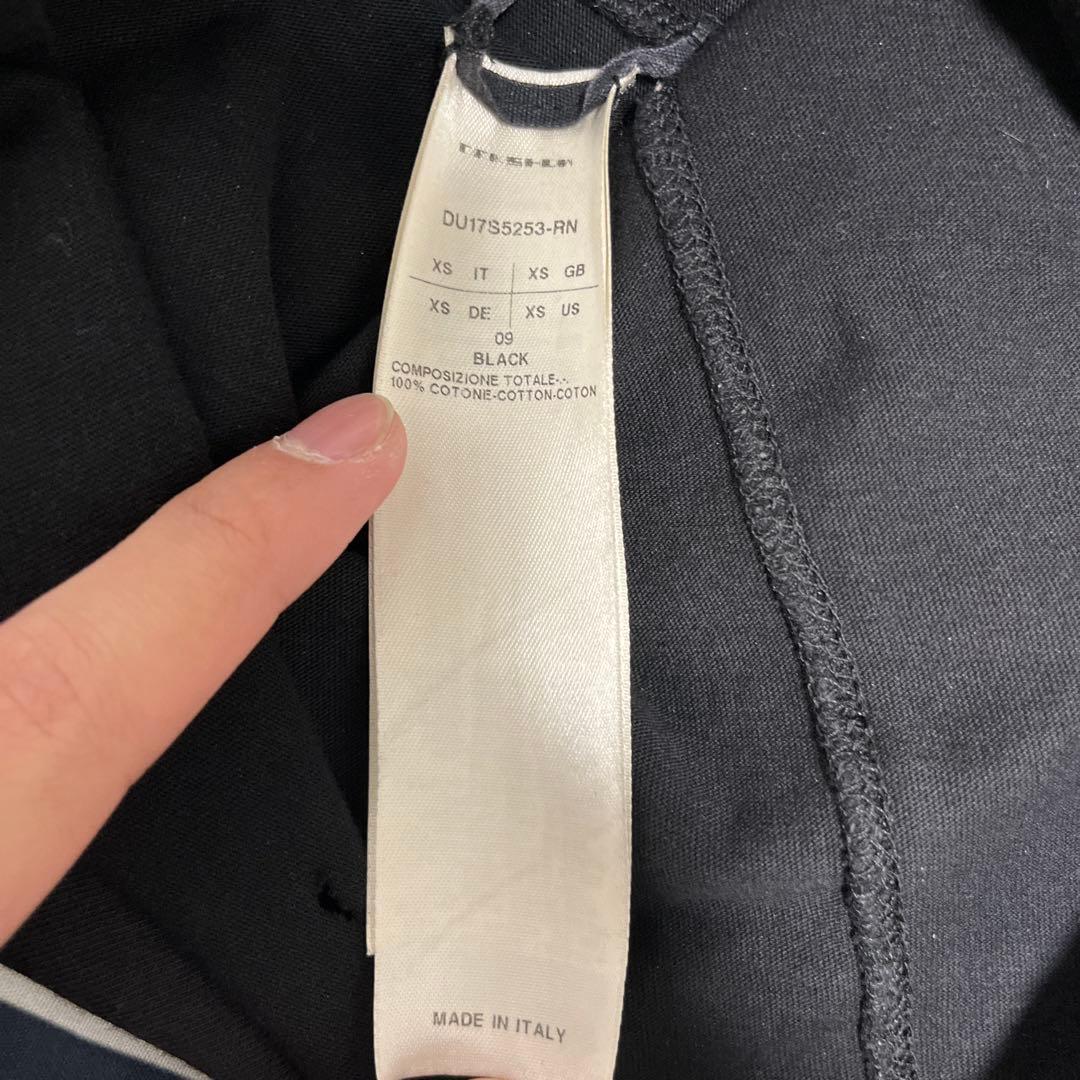 DU17S5253-RN
XS IT XS GB
XS DE XS US
09
BLACK
COMPOSIZIONE TOTALE-.-
100% COTONE-COTTON-COTON
MADE IN ITALY